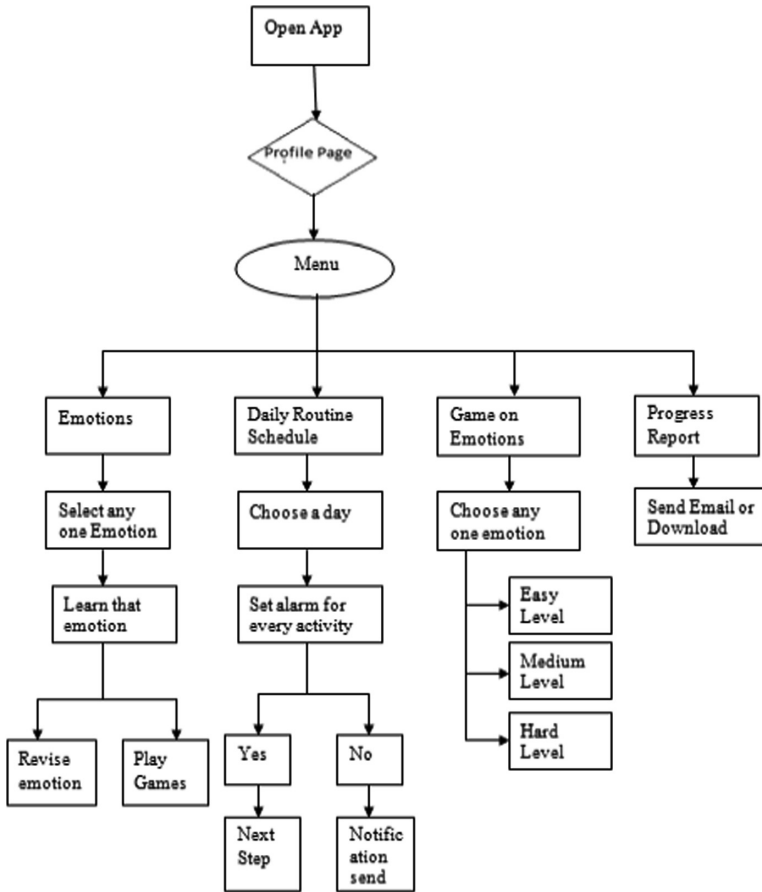 Open App
Profile Page
Menu
Emotions
Daily Routine
Schedule
Game on
Emotions
Progress
Report
Select any
one Emotion
Choose a day
Choose any
one emotion
Send Email or
Download
Learn that
emotion
Set alarm for
every activity
Easy
Level
Medium
Level
Hard
Level
Revise
emotion
Play
Games
Yes
No
Next
Step
Notific
ation
send